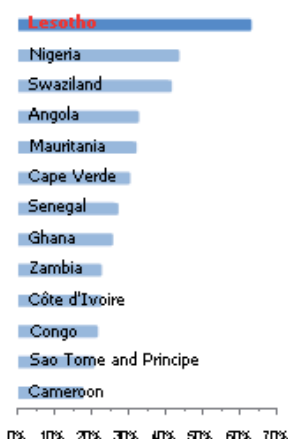 Lesotho
Nigeria
Swaziland
Angola
Mauritania
Cape Verde
Senegal
Ghana
Zambia
Côte d'Ivoire
Congo
Sao Tome and Principe
Cameroon
0% 10% 20% 30% 40% 50% 60% 70%